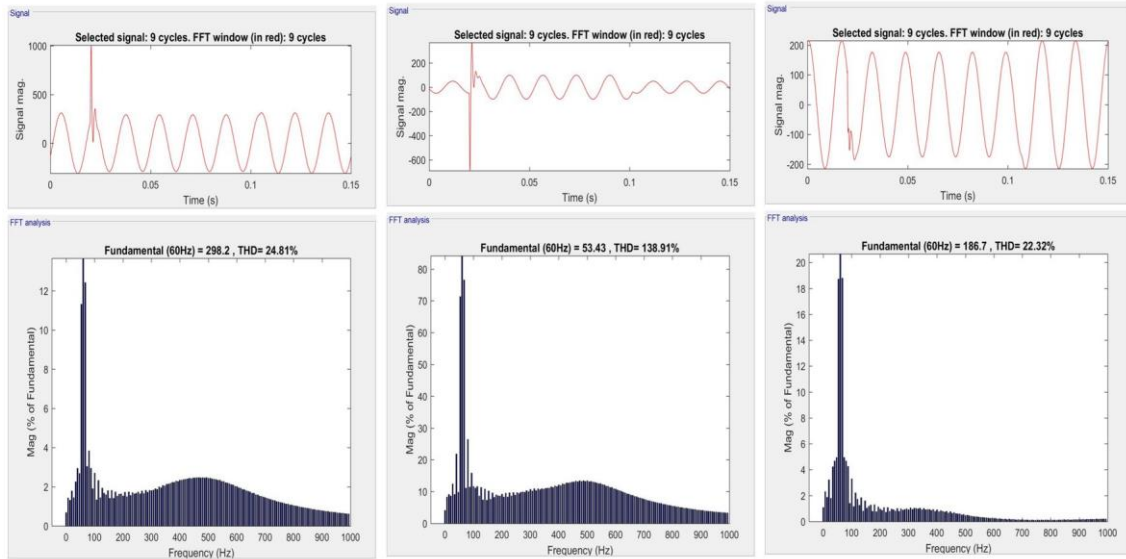 Signal
Selected signal: 9 cycles. FFT window (in red): 9 cycles
1000
500
0
Signal mag.
0
0.05
0.1
0.15
Time (s)
FFT analysis
Fundamental (60Hz) = 298.2 , THD= 24.81%
12
10
8
6
4
2
0
Mag (% of Fundamental)
0 100 200 300 400 500 600 700 800 900 1000
Frequency (Hz)
Signal
Selected signal: 9 cycles. FFT window (in red): 9 cycles
200
0
-200
-400
-600
Signal mag.
0
0.05
0.1
0.15
Time (s)
FFT analysis
Fundamental (60Hz) = 53.43 , THD= 138.91%
80
70
60
50
40
30
20
10
0
Mag (% of Fundamental)
0 100 200 300 400 500 600 700 800 900 1000
Frequency (Hz)
Signal
Selected signal: 9 cycles. FFT window (in red): 9 cycles
200
100
0
-100
-200
Signal mag.
0
0.05
0.1
0.15
Time (s)
FFT analysis
Fundamental (60Hz) = 186.7 , THD= 22.32%
20
18
16
14
12
10
8
6
4
2
0
Mag (% of Fundamental)
0 100 200 300 400 500 600 700 800 900 1000
Frequency (Hz)